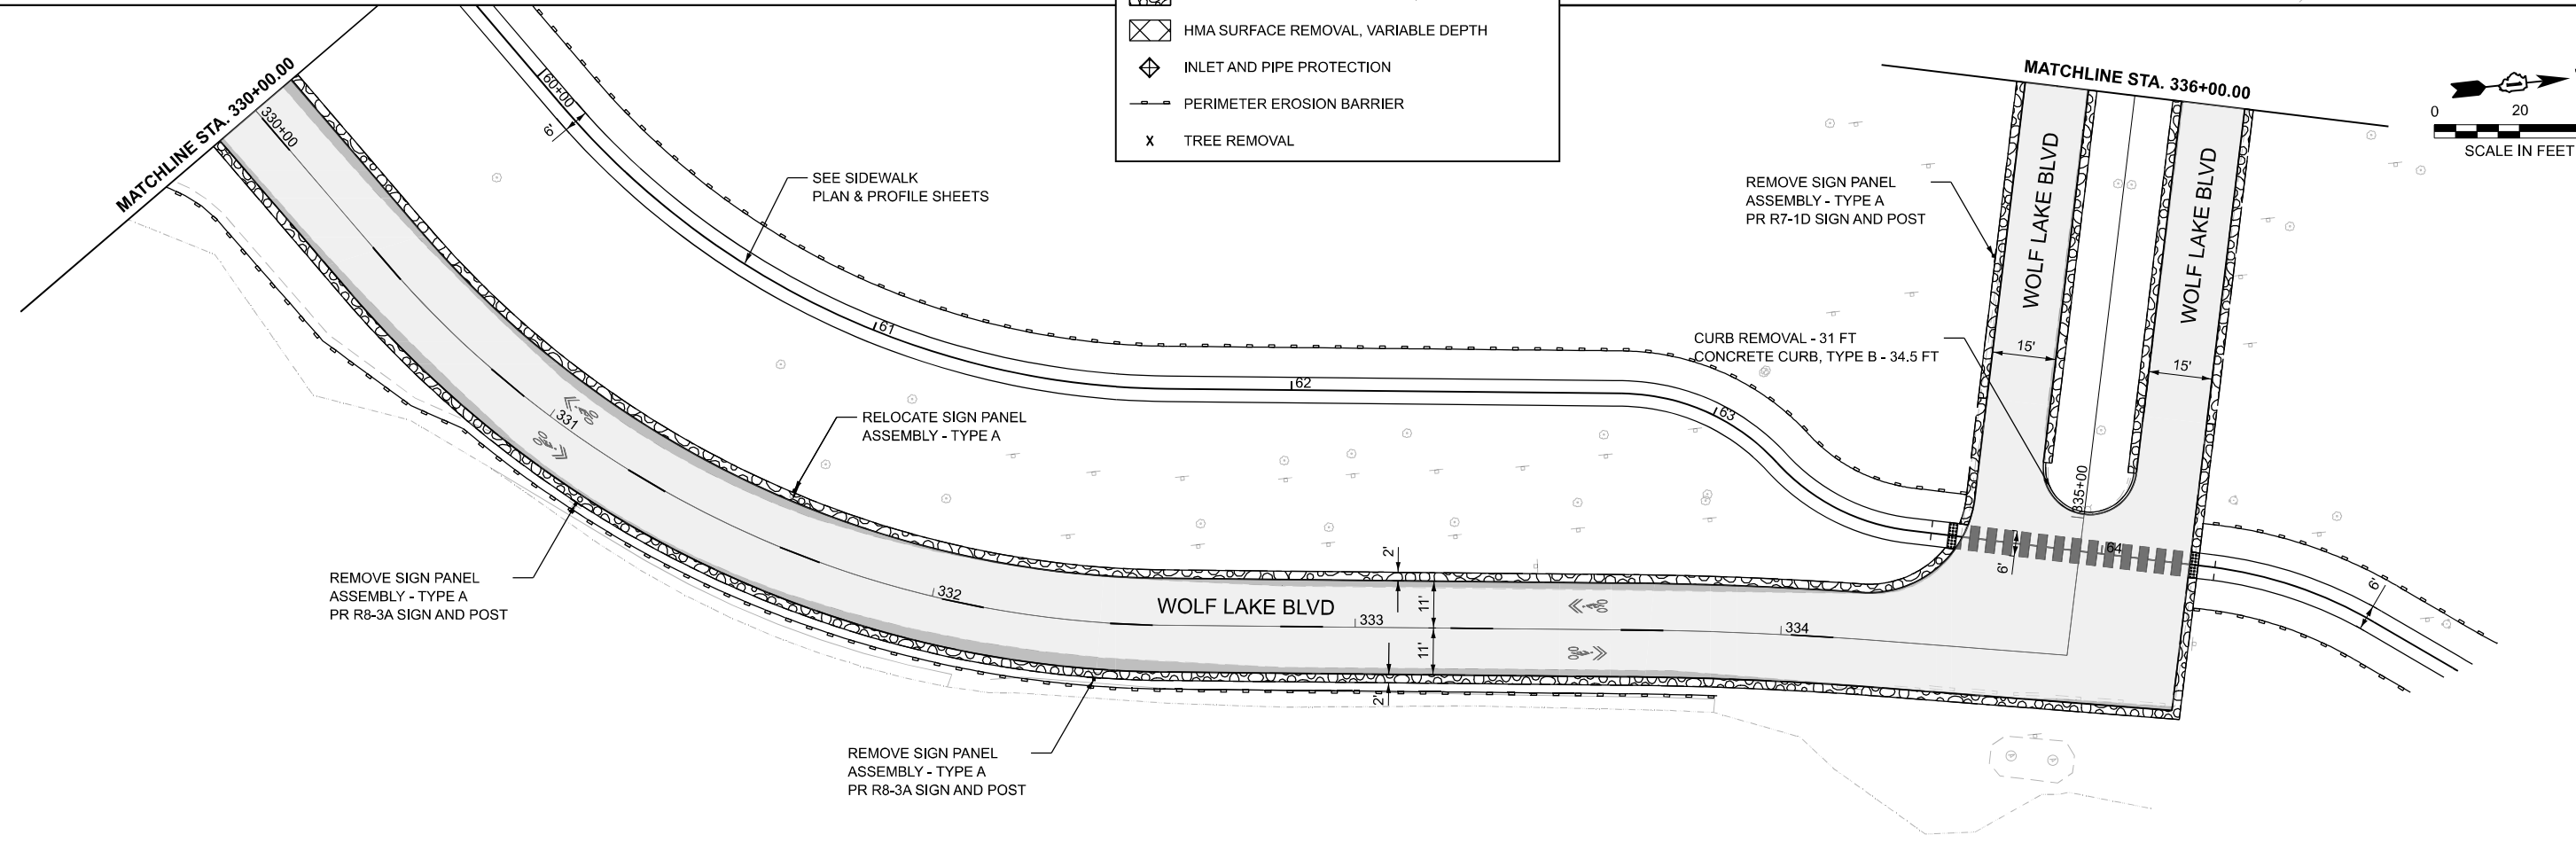 HMA SURFACE REMOVAL, VARIABLE DEPTH
INLET AND PIPE PROTECTION
PERIMETER EROSION BARRIER
X TREE REMOVAL
MATCHLINE STA. 330+00.00
330+00
60+00
6'
SEE SIDEWALK
PLAN & PROFILE SHEETS
MATCHLINE STA. 336+00.00
0 20
SCALE IN FEET
REMOVE SIGN PANEL
ASSEMBLY - TYPE A
PR R7-1D SIGN AND POST
WOLF LAKE BLVD
WOLF LAKE BLVD
61
62
63
CURB REMOVAL - 31 FT
CONCRETE CURB, TYPE B - 34.5 FT
15'
15'
331
RELOCATE SIGN PANEL
ASSEMBLY - TYPE A
335+00
64
6'
6'
REMOVE SIGN PANEL
ASSEMBLY - TYPE A
PR R8-3A SIGN AND POST
332
WOLF LAKE BLVD
2'
11'
333
334
11'
2'
REMOVE SIGN PANEL
ASSEMBLY - TYPE A
PR R8-3A SIGN AND POST